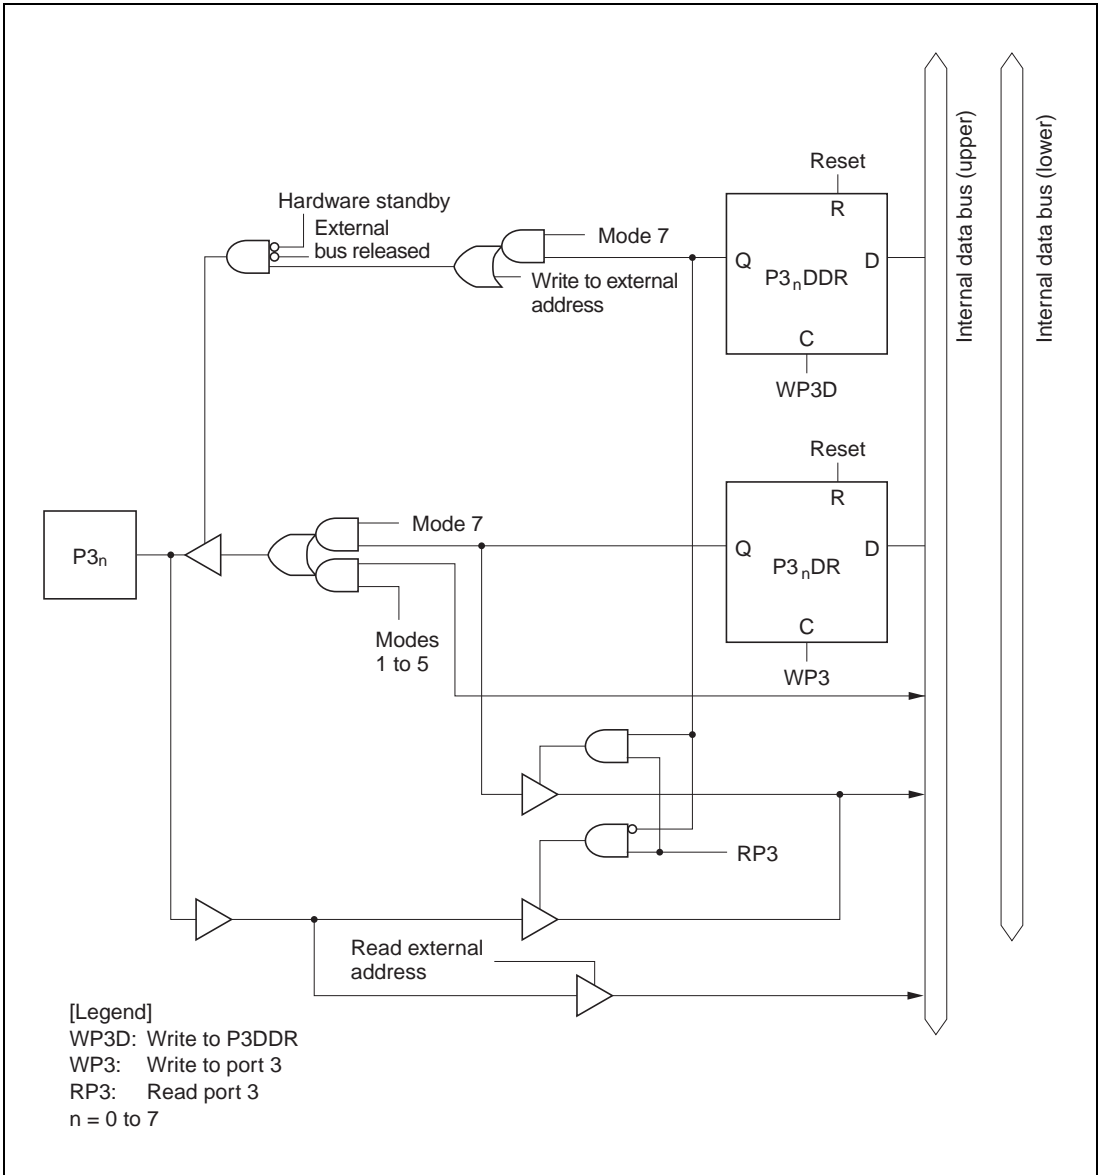 Reset
R
Hardware standby
External
bus released
Mode 7
Q
P3nDDR
D
Write to external
address
C
WP3D
Internal data bus (upper)
Internal data bus (lower)
Reset
R
Mode 7
Q
P3nDR
D
P3n
C
Modes
1 to 5
WP3
RP3
Read external
address
[Legend]
WP3D: Write to P3DDR
WP3: Write to port 3
RP3: Read port 3
n = 0 to 7